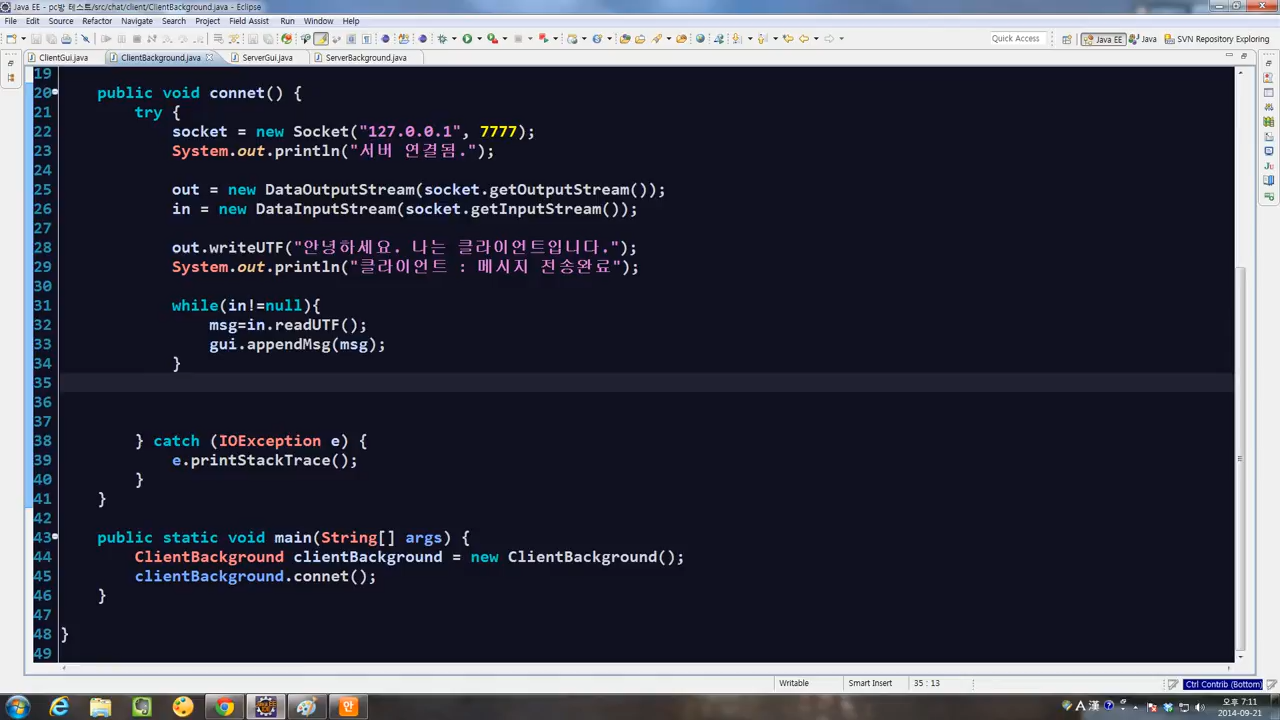 Java EE - pc방 테스트/src/chat/client/ClientBackground.java - Eclipse
File Edit Source Refactor Navigate Search Project Field Assist Run Window Help
Quick Access Java EE Java SVN Repository Exploring
ClientGui.java ClientBackground.java ServerGui.java ServerBackground.java
19
20 public void connet() {
21 try {
22 socket = new Socket("127.0.0.1", 7777);
23 System.out.println("서버 연결됨.");
24
25 out = new DataOutputStream(socket.getOutputStream());
26 in = new DataInputStream(socket.getInputStream());
27
28 out.writeUTF("안녕하세요. 나는 클라이언트입니다.");
29 System.out.println("클라이언트 : 메시지 전송완료");
30
31 while(in!=null){
32 msg=in.readUTF();
33 gui.appendMsg(msg);
34 }
35
36
37
38 } catch (IOException e) {
39 e.printStackTrace();
40 }
41 }
42
43 public static void main(String[] args) {
44 ClientBackground clientBackground = new ClientBackground();
45 clientBackground.connet();
46 }
47
48 }
49
Writable Smart Insert 35 : 13 Ctrl Contrib (Bottom)
A 漢 오후 7:11
2014-09-21